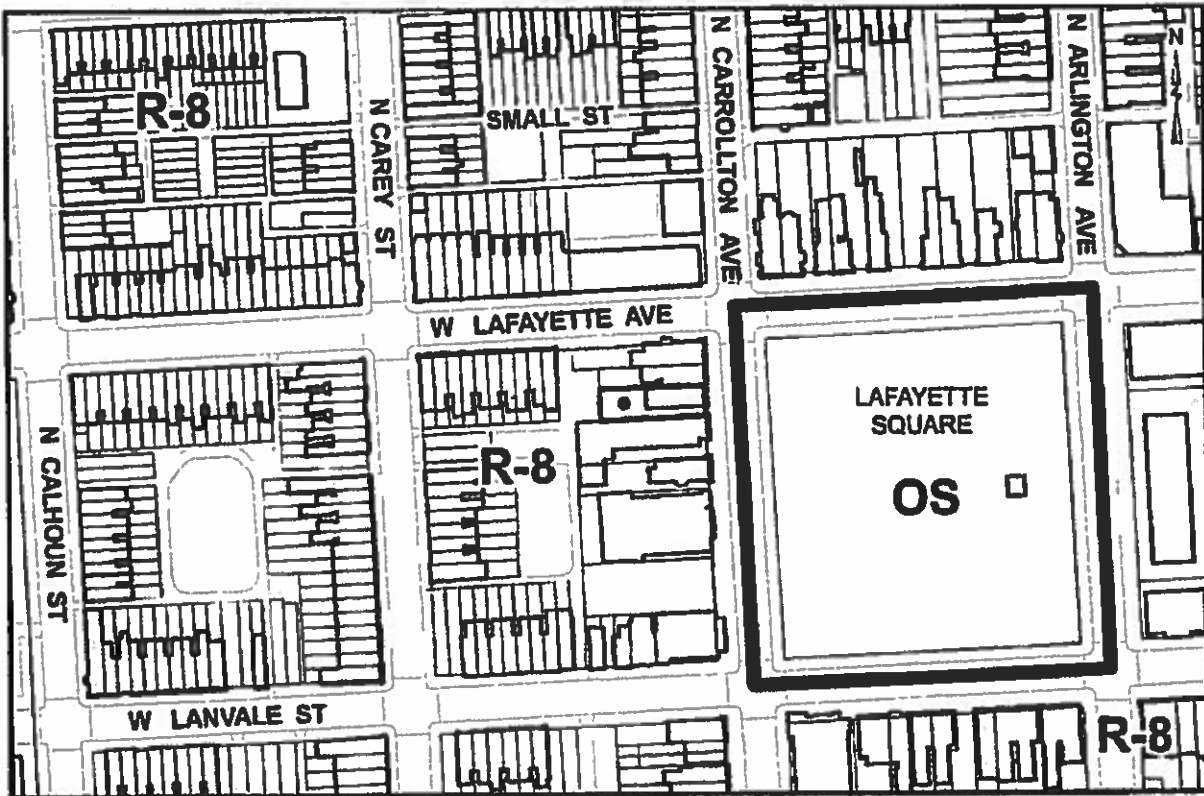 R-8
N CAREY ST
SMALL ST
N CARROLLTON AVE
N ARLINGTON AVE
N
W LAFAYETTE AVE
N CALHOUN ST
R-8
LAFAYETTE
SQUARE
OS
W LANVALE ST
R-8